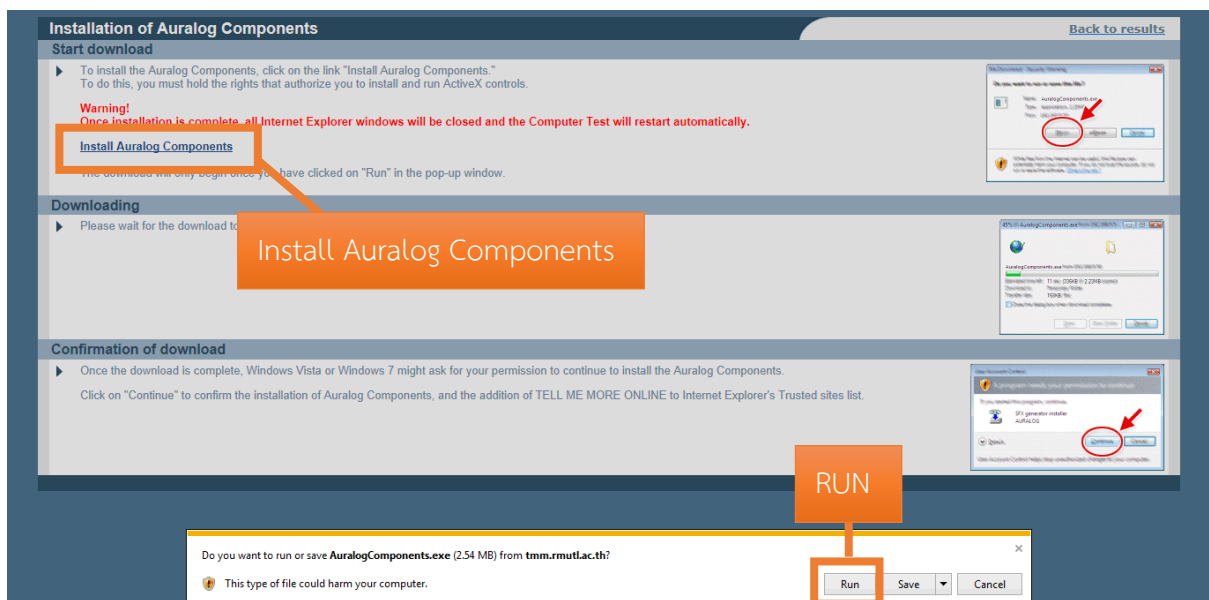 Installation of Auralog Components
Back to results
Start download
To install the Auralog Components, click on the link "Install Auralog Components."
To do this, you must hold the rights that authorize you to install and run ActiveX controls.
Warning!
Once installation is complete, all Internet Explorer windows will be closed and the Computer Test will restart automatically.
Install Auralog Components
The download will only begin once you have clicked on "Run" in the pop-up window.
Downloading
Please wait for the download to
Install Auralog Components
Confirmation of download
Once the download is complete, Windows Vista or Windows 7 might ask for your permission to continue to install the Auralog Components.
Click on "Continue" to confirm the installation of Auralog Components, and the addition of TELL ME MORE ONLINE to Internet Explorer's Trusted sites list.
AuralogComponents.exe
SFX generator installer
AURALOG
RUN
Do you want to run or save AuralogComponents.exe (2.54 MB) from tmm.rmutl.ac.th?
This type of file could harm your computer.
Run
Save
Cancel